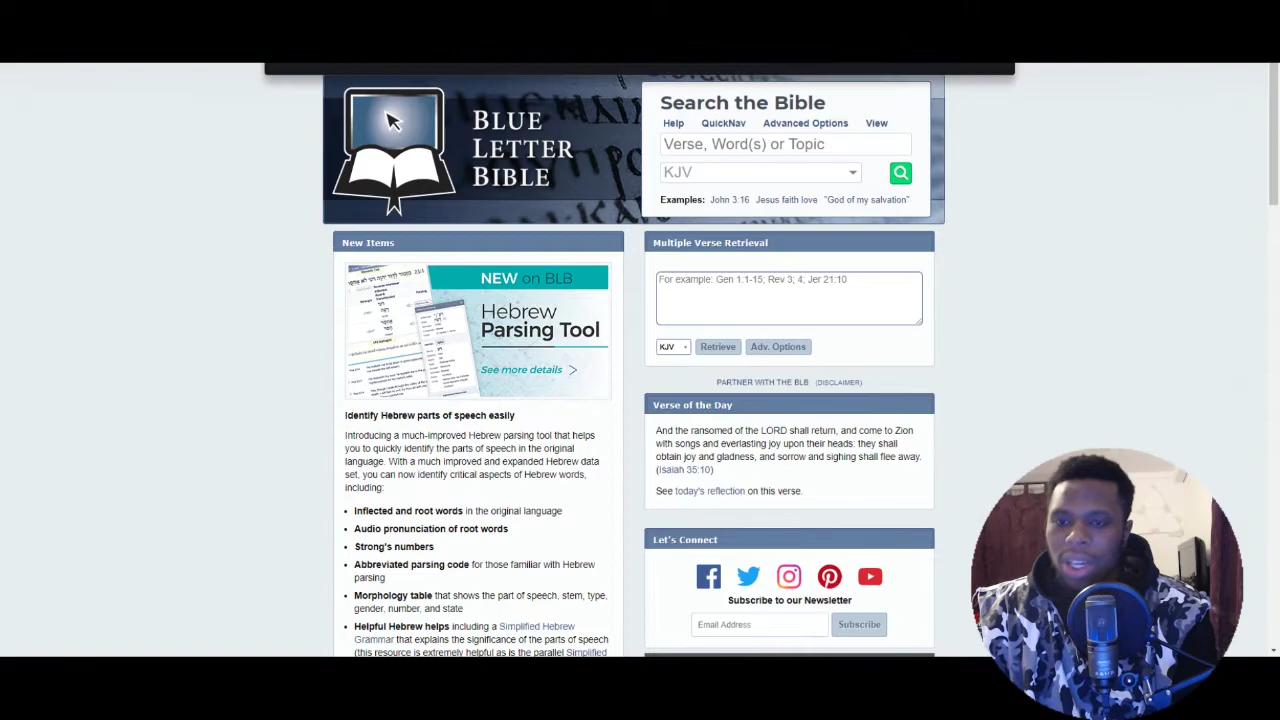 BLUE
LETTER
BIBLE
Search the Bible
Help QuickNav Advanced Options View
Verse, Word(s) or Topic
KJV
Examples: John 3:16 Jesus faith love "God of my salvation"
New Items
NEW on BLB
Hebrew
Parsing Tool
See more details >
Identify Hebrew parts of speech easily
Introducing a much-improved Hebrew parsing tool that helps
you to quickly identify the parts of speech in the original
language. With a much improved and expanded Hebrew data
set, you can now identify critical aspects of Hebrew words,
including:
• Inflected and root words in the original language
• Audio pronunciation of root words
• Strong's numbers
• Abbreviated parsing code for those familiar with Hebrew
parsing
• Morphology table that shows the part of speech, stem, type,
gender, number, and state
• Helpful Hebrew helps including a Simplified Hebrew
Grammar that explains the significance of the parts of speech
(this resource is extremely helpful as is the parallel Simplified
Multiple Verse Retrieval
For example: Gen 1.1-15; Rev 3; 4; Jer 21:10
KJV Retrieve Adv. Options
PARTNER WITH THE BLB (DISCLAIMER)
Verse of the Day
And the ransomed of the LORD shall return, and come to Zion
with songs and everlasting joy upon their heads: they shall
obtain joy and gladness, and sorrow and sighing shall flee away.
(Isaiah 35:10)
See today's reflection on this verse.
Let's Connect
Subscribe to our Newsletter
Email Address Subscribe